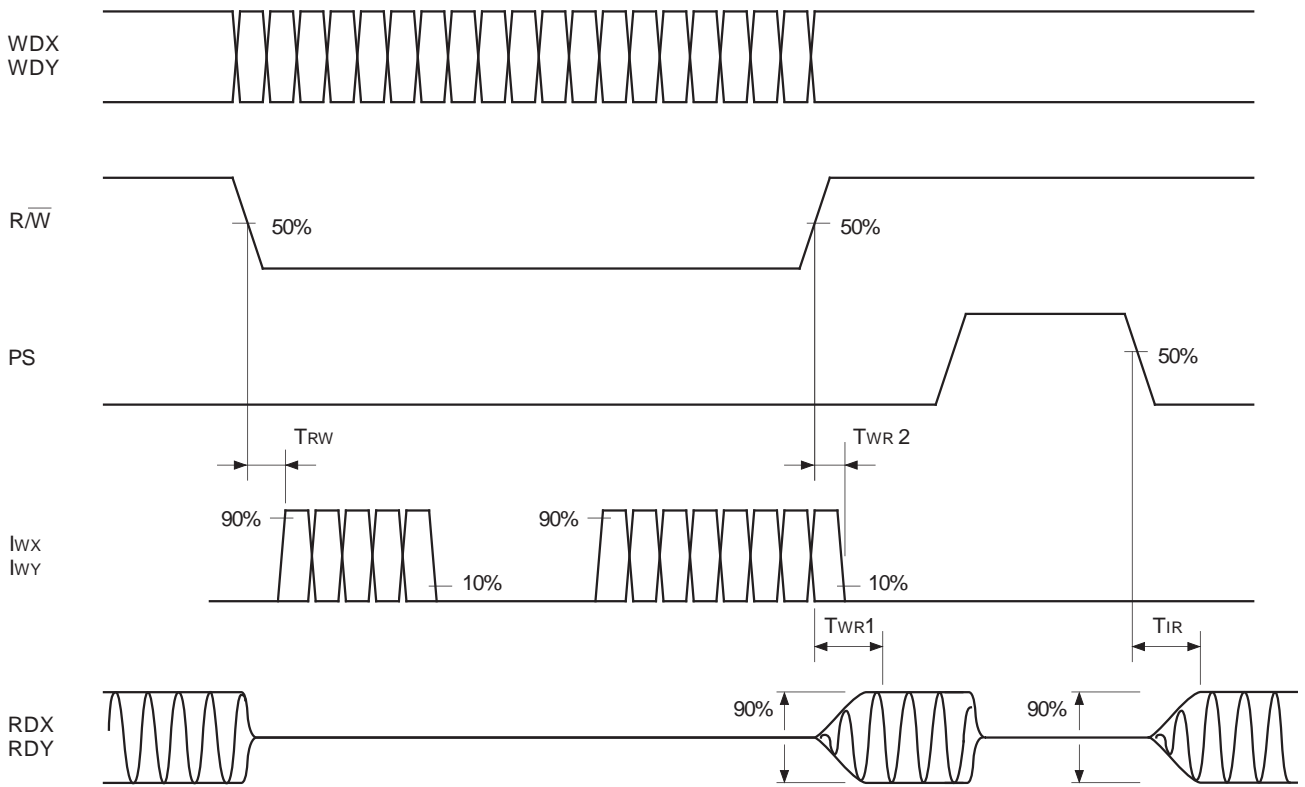 WDX
WDY
R/W̅
50%
50%
PS
50%
TRW
TWR 2
90%
90%
IWX
IWY
10%
10%
TWR1
TIR
90%
90%
RDX
RDY